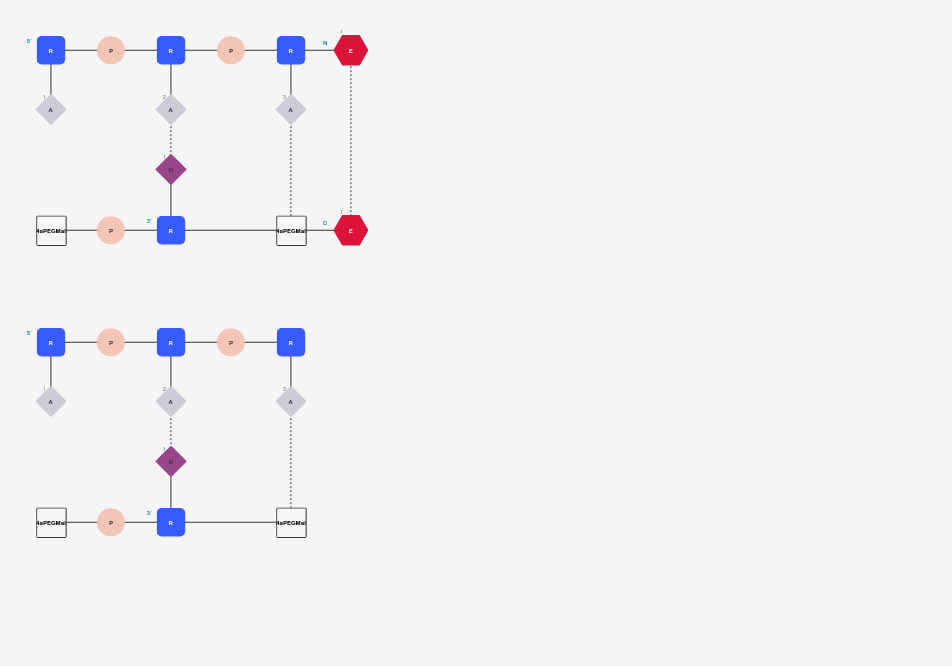 5' R P R P R N 1 E
1 A 2 A 3 A
1 U
4aPEGMal P 3' R 4aPEGMal C 1 E
5' R P R P R
1 A 2 A 3 A
1 U
4aPEGMal P 3' R 4aPEGMal